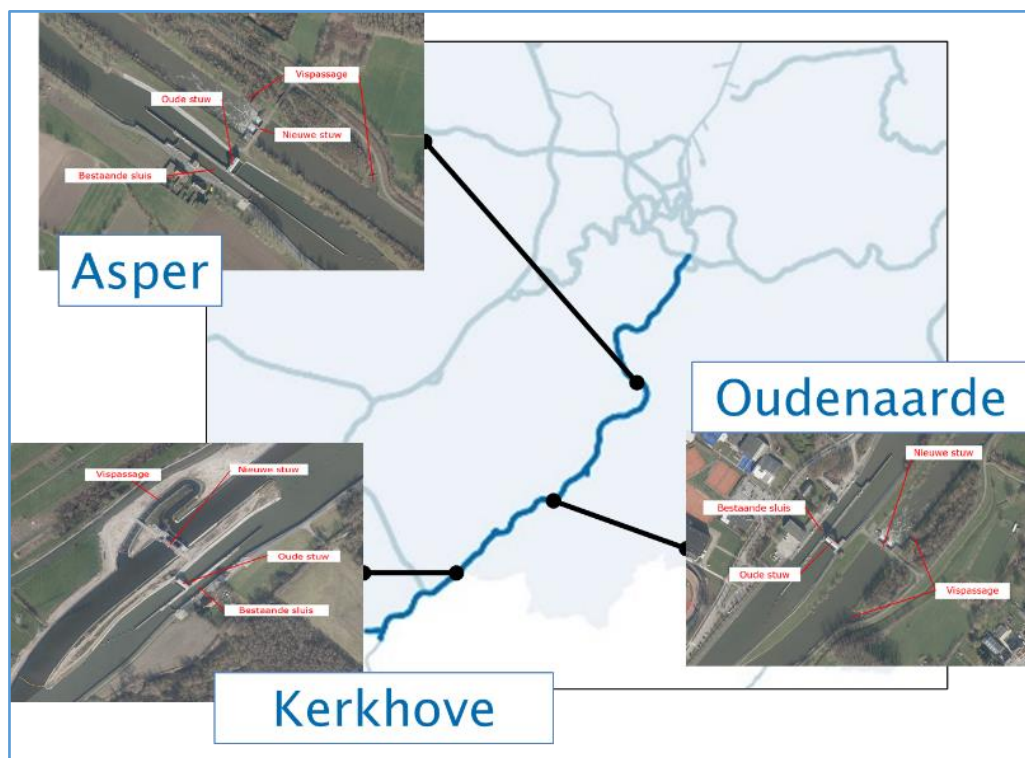 Vispassage
Oude stuw
Nieuwe stuw
Bestaande sluis
Asper
Oudenaarde
Nieuwe stuw
Bestaande sluis
Oude stuw
Vispassage
Vispassage
Nieuwe stuw
Oude stuw
Bestaande sluis
Kerkhove